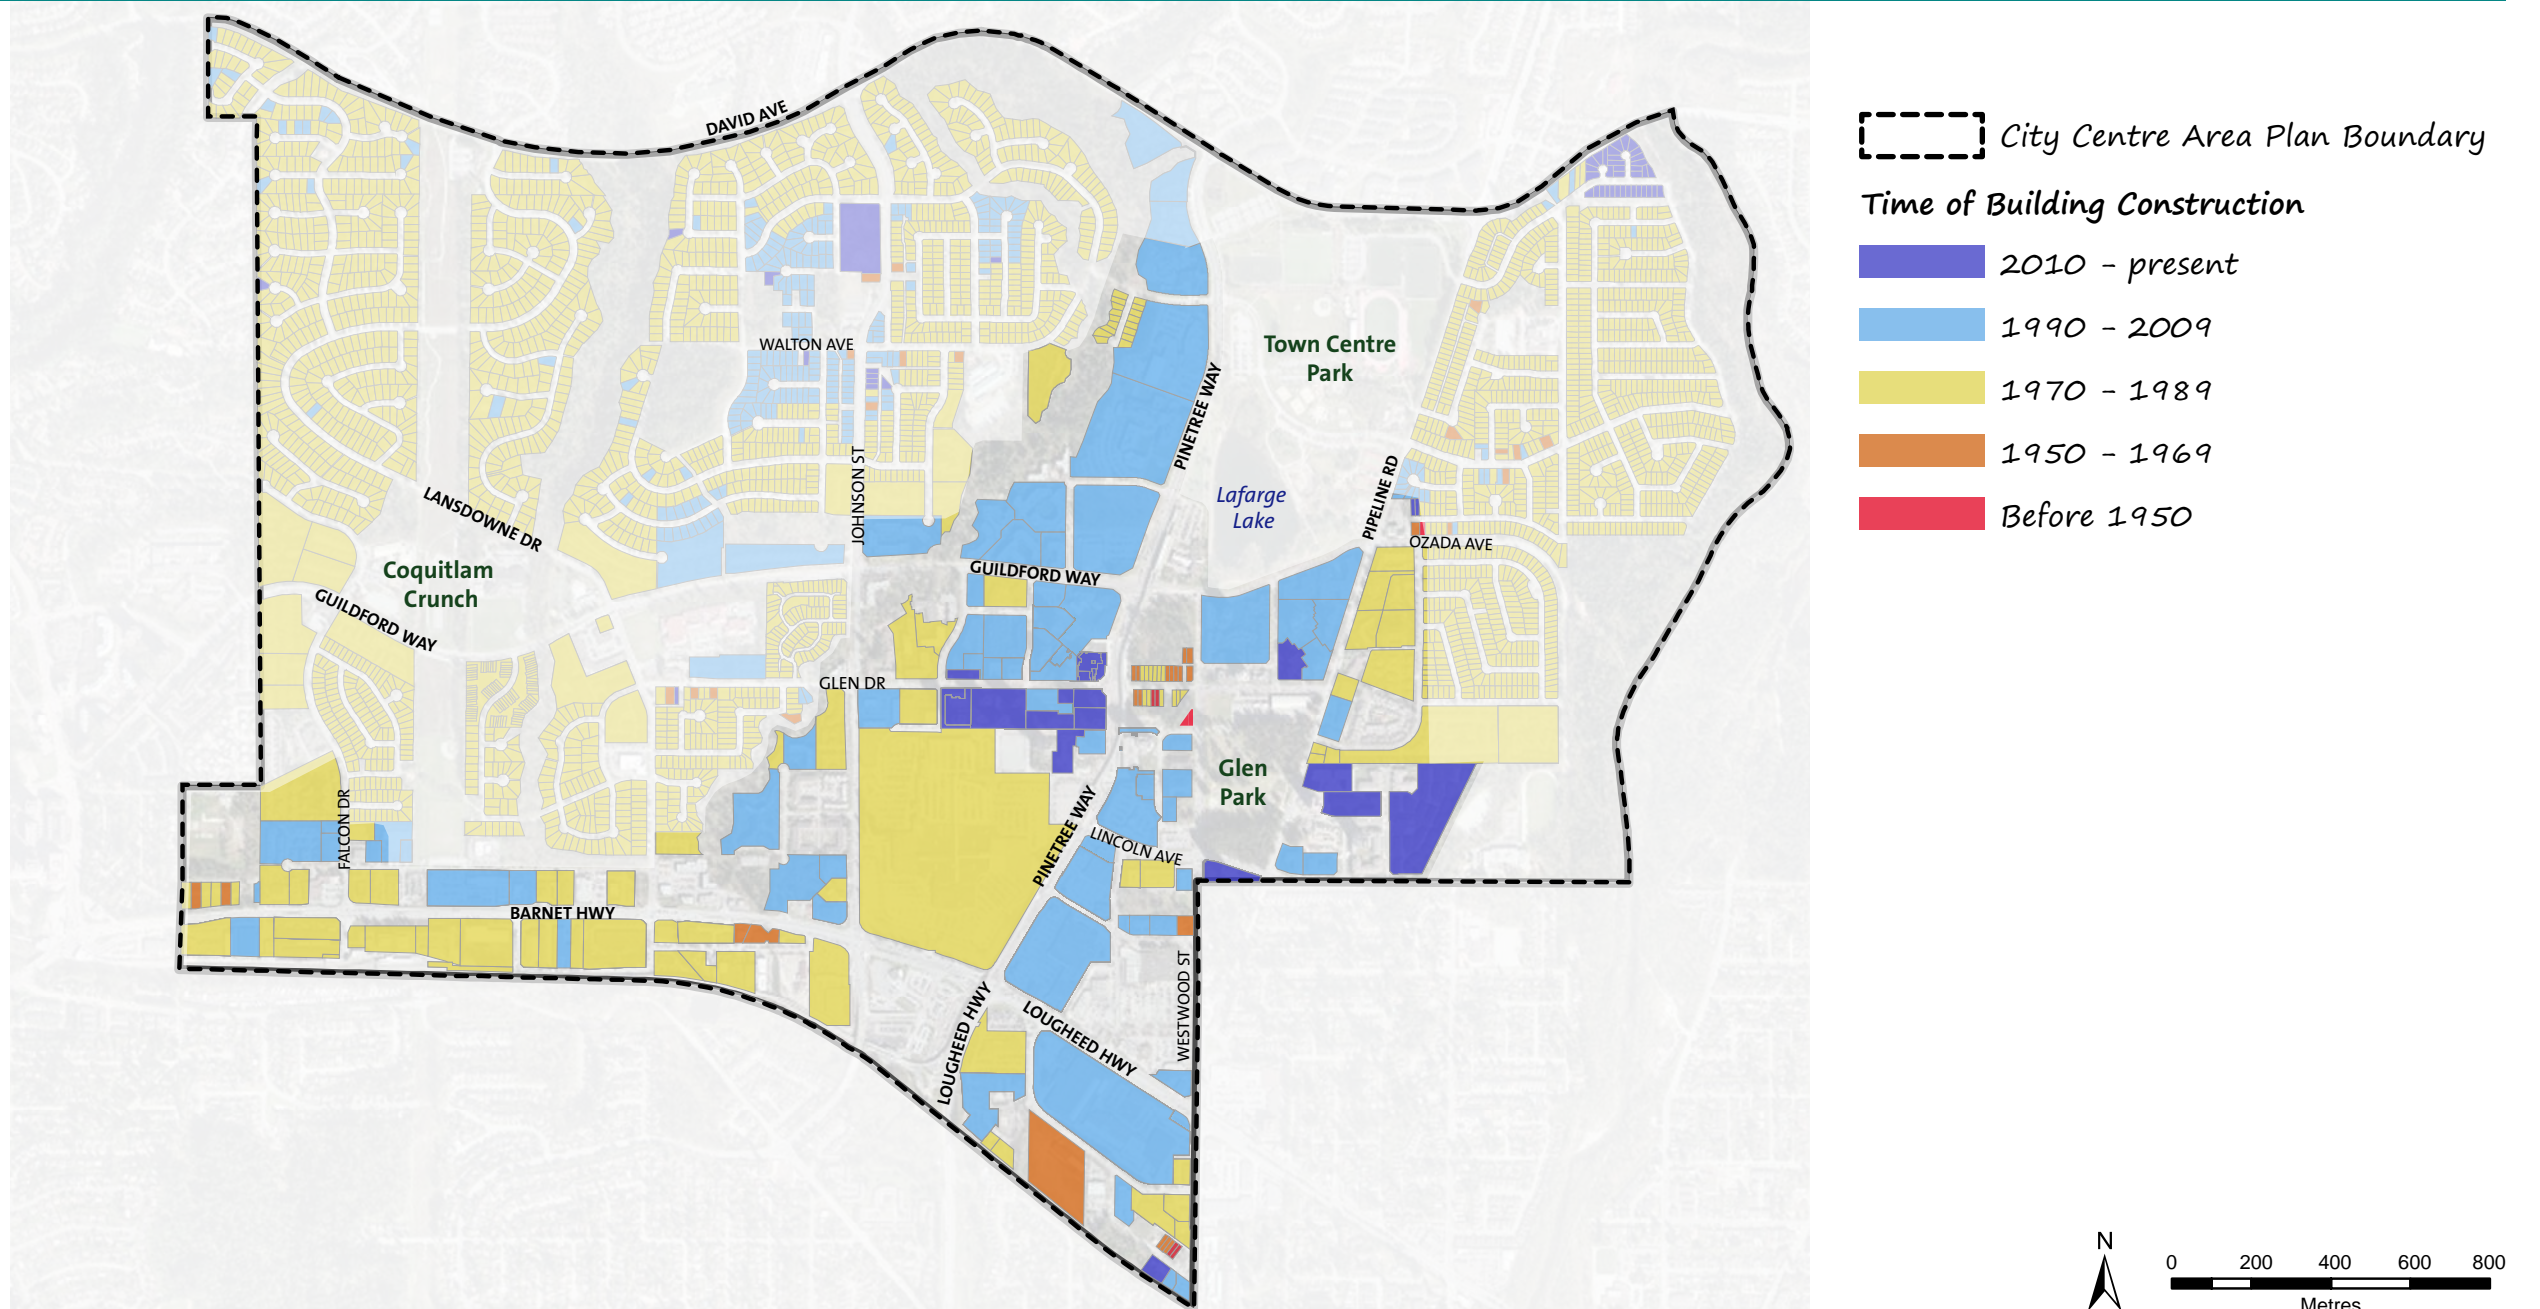 DAVID AVE
WALTON AVE
JOHNSON ST
PINETREE WAY
Town Centre
Park
Lafarge
Lake
PIPELINE RD
OZADA AVE
LANSDOWNE DR
Coquitlam
Crunch
GUILDFORD WAY
GUILDFORD WAY
GLEN DR
Glen
Park
FALCON DR
PINETREE WAY
LINCOLN AVE
BARNET HWY
WESTWOOD ST
LOUGHEED HWY
LOUGHEED HWY
City Centre Area Plan Boundary
Time of Building Construction
2010 - present
1990 - 2009
1970 - 1989
1950 - 1969
Before 1950
N
0 200 400 600 800
Metres